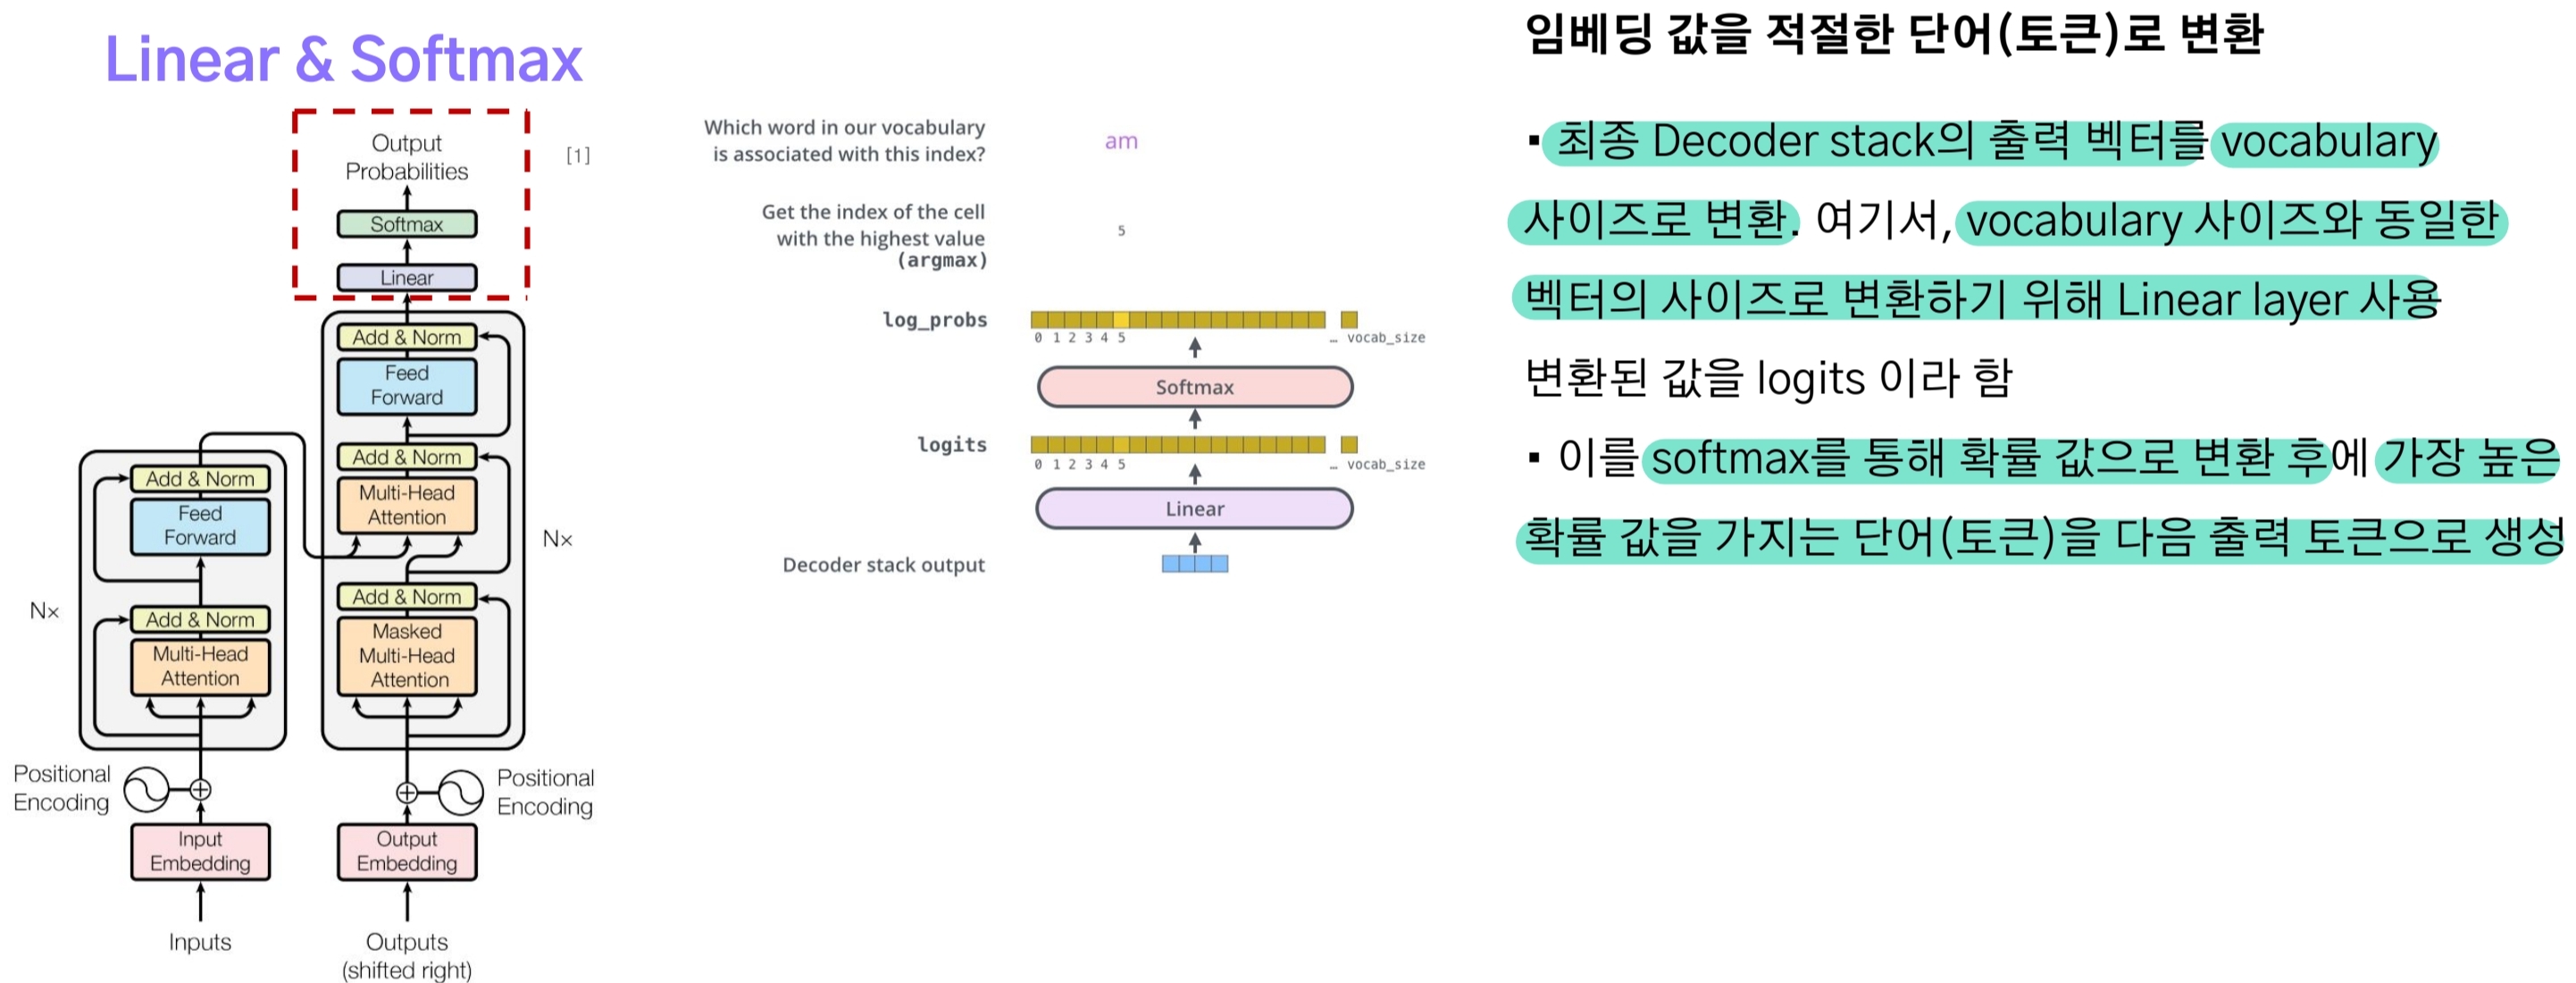 Linear & Softmax
Output
Probabilities
[1]
Softmax
Linear
Add & Norm
Feed
Forward
Add & Norm
Multi-Head
Attention
Nx
Add & Norm
Masked
Multi-Head
Attention
Add & Norm
Feed
Forward
Nx
Add & Norm
Multi-Head
Attention
Positional
Encoding
Positional
Encoding
Input
Embedding
Output
Embedding
Inputs
Outputs
(shifted right)
Which word in our vocabulary
is associated with this index?
am
Get the index of the cell
with the highest value
(argmax)
5
log_probs
0 1 2 3 4 5 … vocab_size
Softmax
logits
0 1 2 3 4 5 … vocab_size
Linear
Decoder stack output
임베딩 값을 적절한 단어(토큰)로 변환
▪ 최종 Decoder stack의 출력 벡터를 vocabulary
사이즈로 변환. 여기서, vocabulary 사이즈와 동일한
벡터의 사이즈로 변환하기 위해 Linear layer 사용
변환된 값을 logits 이라 함
▪ 이를 softmax를 통해 확률 값으로 변환 후에 가장 높은
확률 값을 가지는 단어(토큰)을 다음 출력 토큰으로 생성